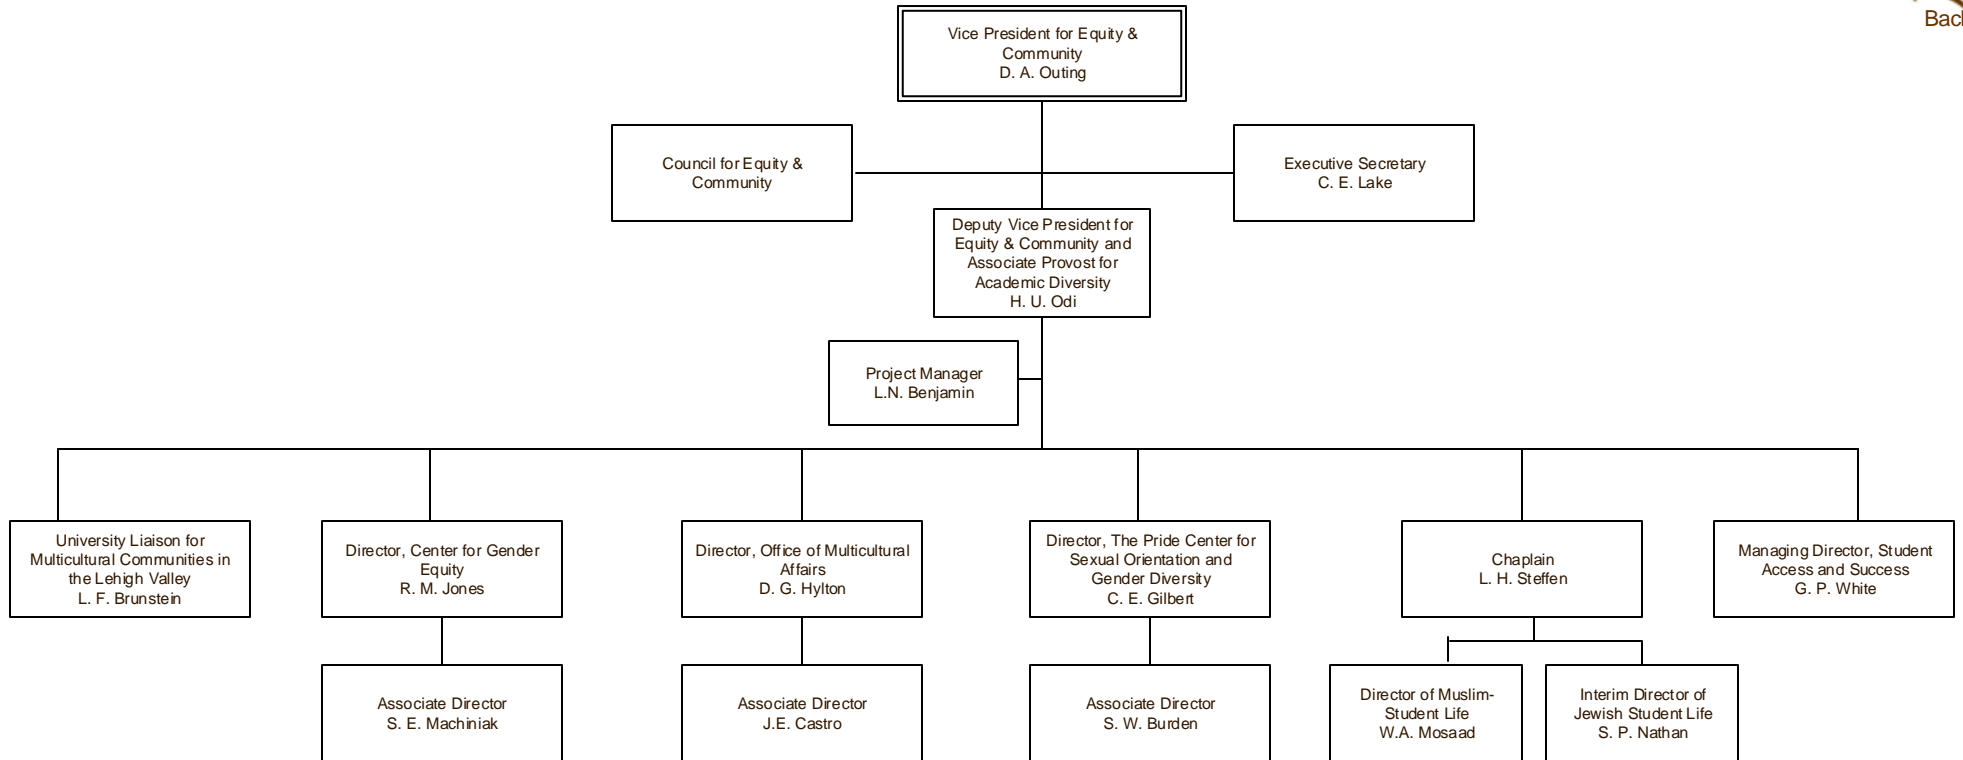 Vice President for Equity &
Community
D. A. Outing
Council for Equity &
Community
Executive Secretary
C. E. Lake
Deputy Vice President for
Equity & Community and
Associate Provost for
Academic Diversity
H. U. Odi
Project Manager
L.N. Benjamin
University Liaison for
Multicultural Communities in
the Lehigh Valley
L. F. Brunstein
Director, Center for Gender
Equity
R. M. Jones
Director, Office of Multicultural
Affairs
D. G. Hylton
Director, The Pride Center for
Sexual Orientation and
Gender Diversity
C. E. Gilbert
Chaplain
L. H. Steffen
Managing Director, Student
Access and Success
G. P. White
Associate Director
S. E. Machiniak
Associate Director
J.E. Castro
Associate Director
S. W. Burden
Director of Muslim-
Student Life
W.A. Mosaad
Interim Director of
Jewish Student Life
S. P. Nathan